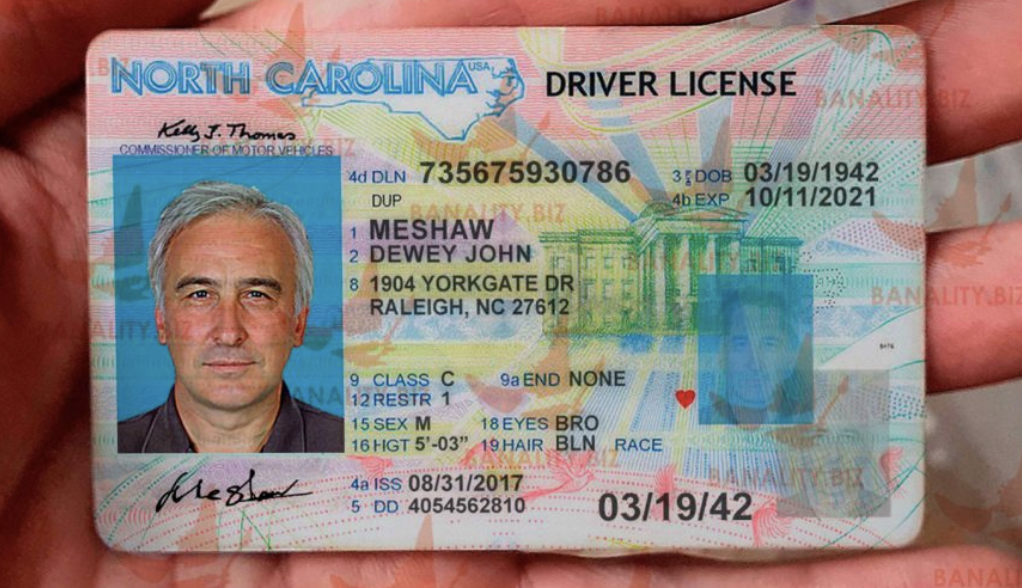 BANALITY.BIZ
NORTH CAROLINA USA DRIVER LICENSE
BANALITY.BIZ
Kelly J. Thomas
COMMISSIONER OF MOTOR VEHICLES
4d DLN 735675930786 3 DOB 03/19/1942
DUP 4b EXP 10/11/2021
BANALITY.BIZ
1 MESHAW
2 DEWEY JOHN
8 1904 YORKGATE DR
RALEIGH, NC 27612
BANALITY.BIZ
BANALITY.BIZ
BANALITY.BIZ
9 CLASS C 9a END NONE
12 RESTR 1
BANALITY.BIZ
15 SEX M 18 EYES BRO
16 HGT 5'-03" 19 HAIR BLN RACE
BANALITY.BIZ
BANALITY.BIZ
4a ISS 08/31/2017
5 DD 4054562810
03/19/42